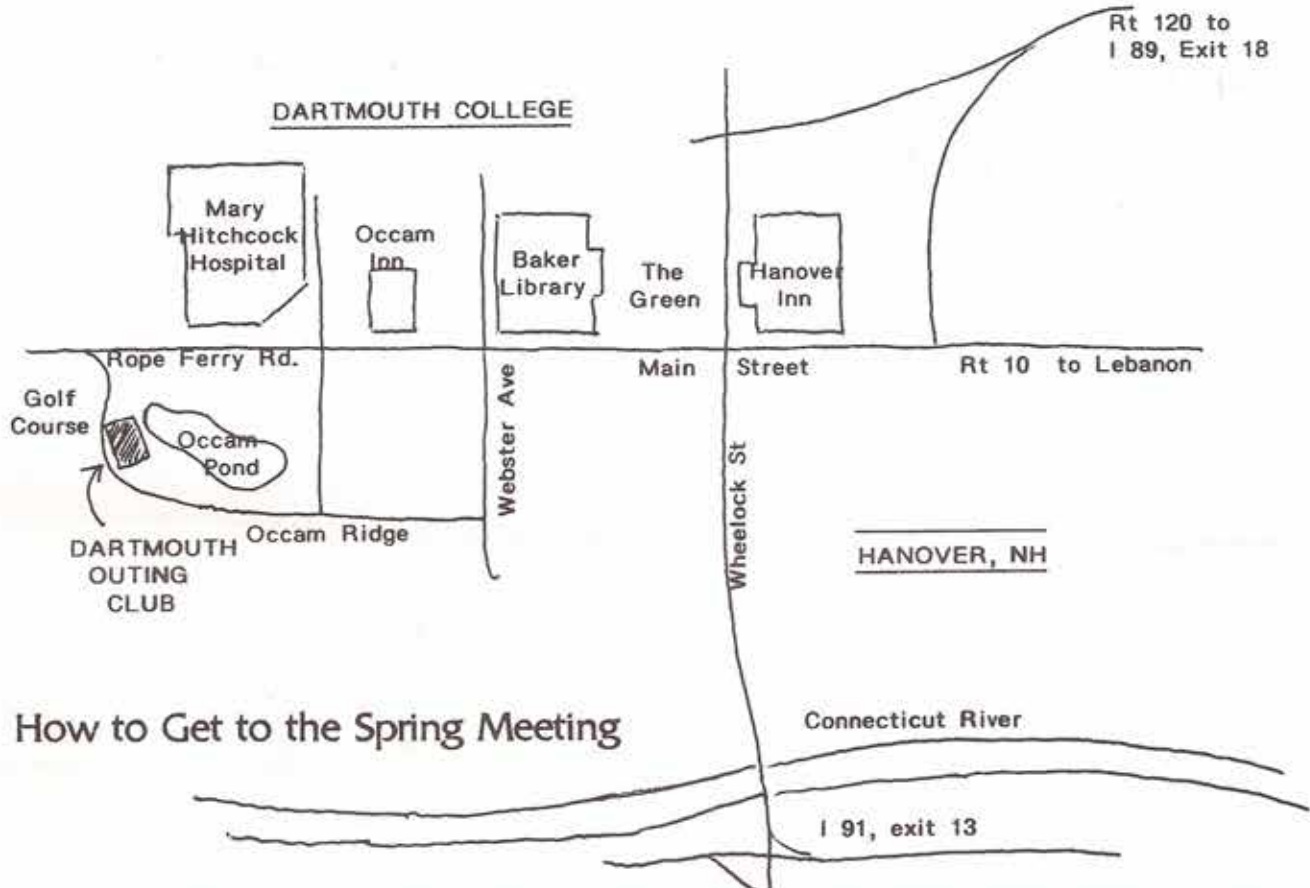 Rt 120 to
I 89, Exit 18
DARTMOUTH COLLEGE
Mary
Hitchcock
Hospital
Occam
Inn
Baker
Library
The
Green
Hanover
Inn
Rope Ferry Rd.
Main Street
Rt 10 to Lebanon
Golf
Course
Occam
Pond
Webster Ave
Wheelock St
Occam Ridge
DARTMOUTH
OUTING
CLUB
HANOVER, NH
How to Get to the Spring Meeting
Connecticut River
I 91, exit 13